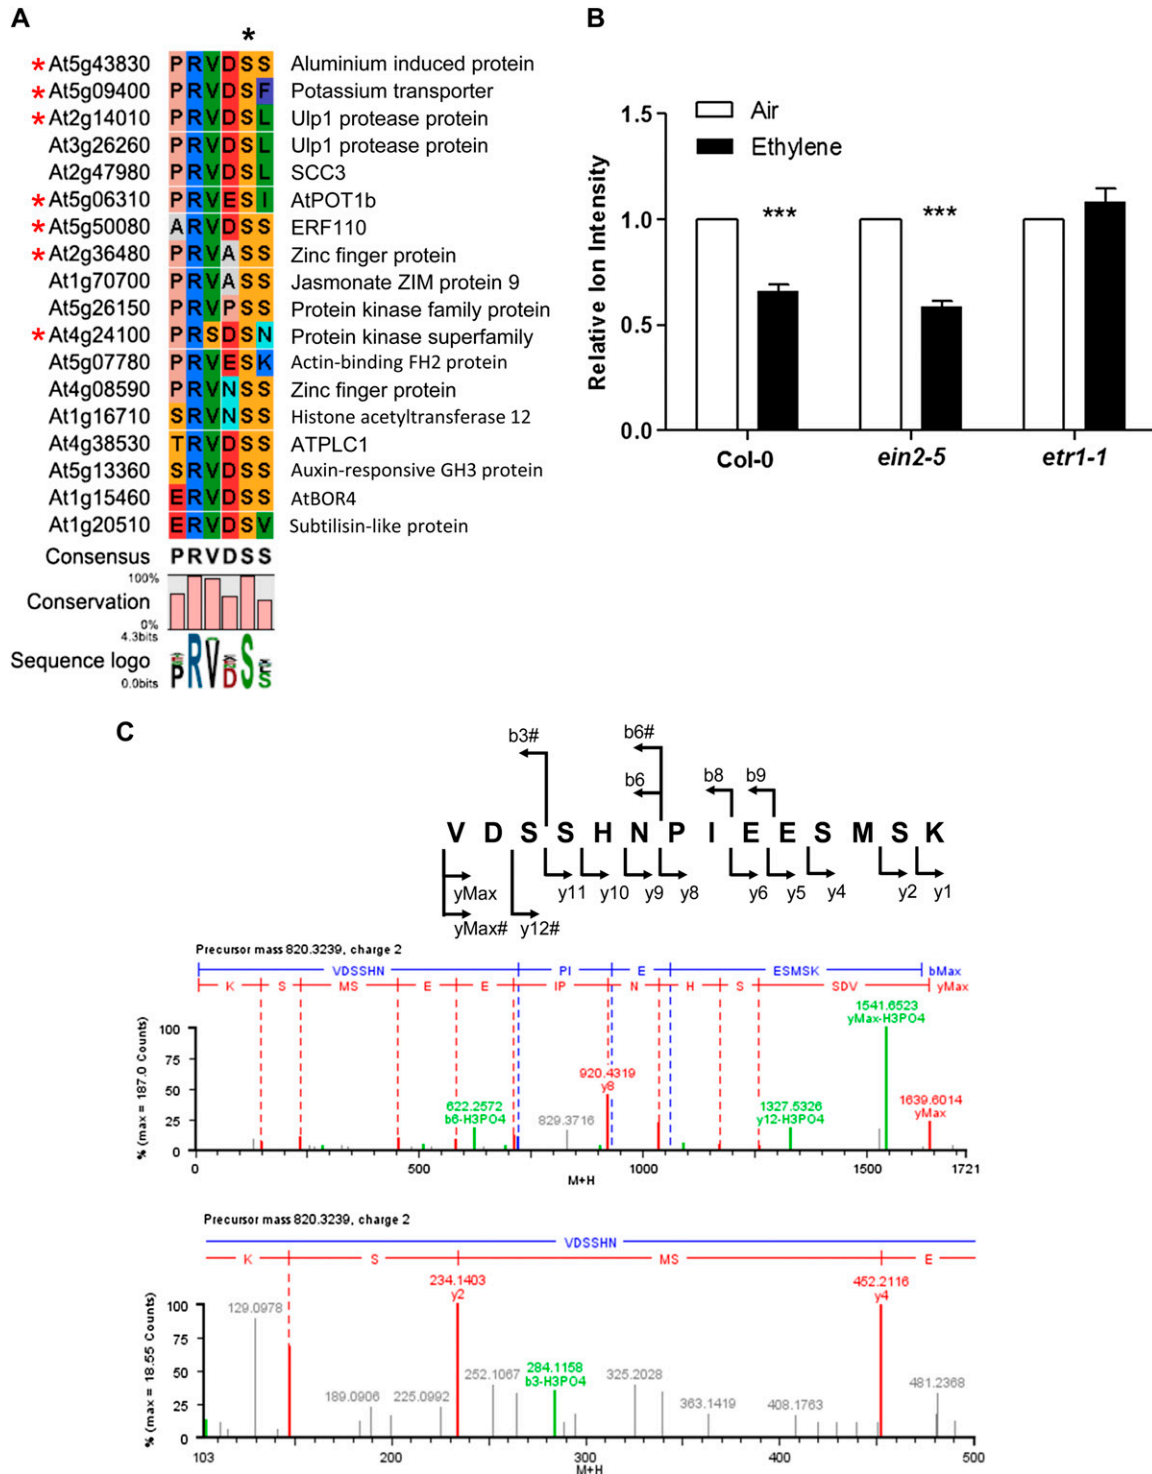 A
*
* At5g43830 PRVDSS Aluminium induced protein
* At5g09400 PRVDSF Potassium transporter
* At2g14010 PRVDSL Ulp1 protease protein
At3g26260 PRVDSL Ulp1 protease protein
At2g47980 PRVDSL SCC3
* At5g06310 PRVESI AtPOT1b
* At5g50080 ARVDSS ERF110
* At2g36480 PRVASS Zinc finger protein
At1g70700 PRVASS Jasmonate ZIM protein 9
At5g26150 PRVPSS Protein kinase family protein
* At4g24100 PRSDSN Protein kinase superfamily
At5g07780 PRVESK Actin-binding FH2 protein
At4g08590 PRVNSS Zinc finger protein
At1g16710 SRVNSS Histone acetyltransferase 12
At4g38530 TRVDSS ATPLC1
At5g13360 SRVDSS Auxin-responsive GH3 protein
At1g15460 ERVDSS AtBOR4
At1g20510 ERVDSV Subtilisin-like protein
Consensus PRVDSS
100%
Conservation
0%
4.3bits
Sequence logo
0.0bits
PRVDSS
B
Air
Ethylene
Relative Ion Intensity
1.5
1.0
0.5
0.0
*** ***
Col-0 ein2-5 etr1-1
C
b3# b6#
b6 b8 b9
V D S S H N P I E E S M S K
yMax y11 y10 y9 y8 y6 y5 y4 y2 y1
yMax# y12#
Precursor mass 820.3239, charge 2
VDSSHN PI E ESMSK bMax
K S MS E E IP N H S SDV yMax
% (max = 187.0 Counts)
100
75
50
25
0
1541.6523
yMax-H3PO4
920.4319
y8
622.2572
b6-H3PO4
829.3716
1327.5326
y12-H3PO4
1639.6014
yMax
0 500 1000 1500 1721
M+H
Precursor mass 820.3239, charge 2
VDSSHN
K S MS E
% (max = 18.55 Counts)
100
75
50
25
0
234.1403
y2
452.2116
y4
129.0978
189.0906 225.0992
252.1067
284.1158
b3-H3PO4
325.2028
363.1419
408.1763
481.2368
103 200 300 400 500
M+H